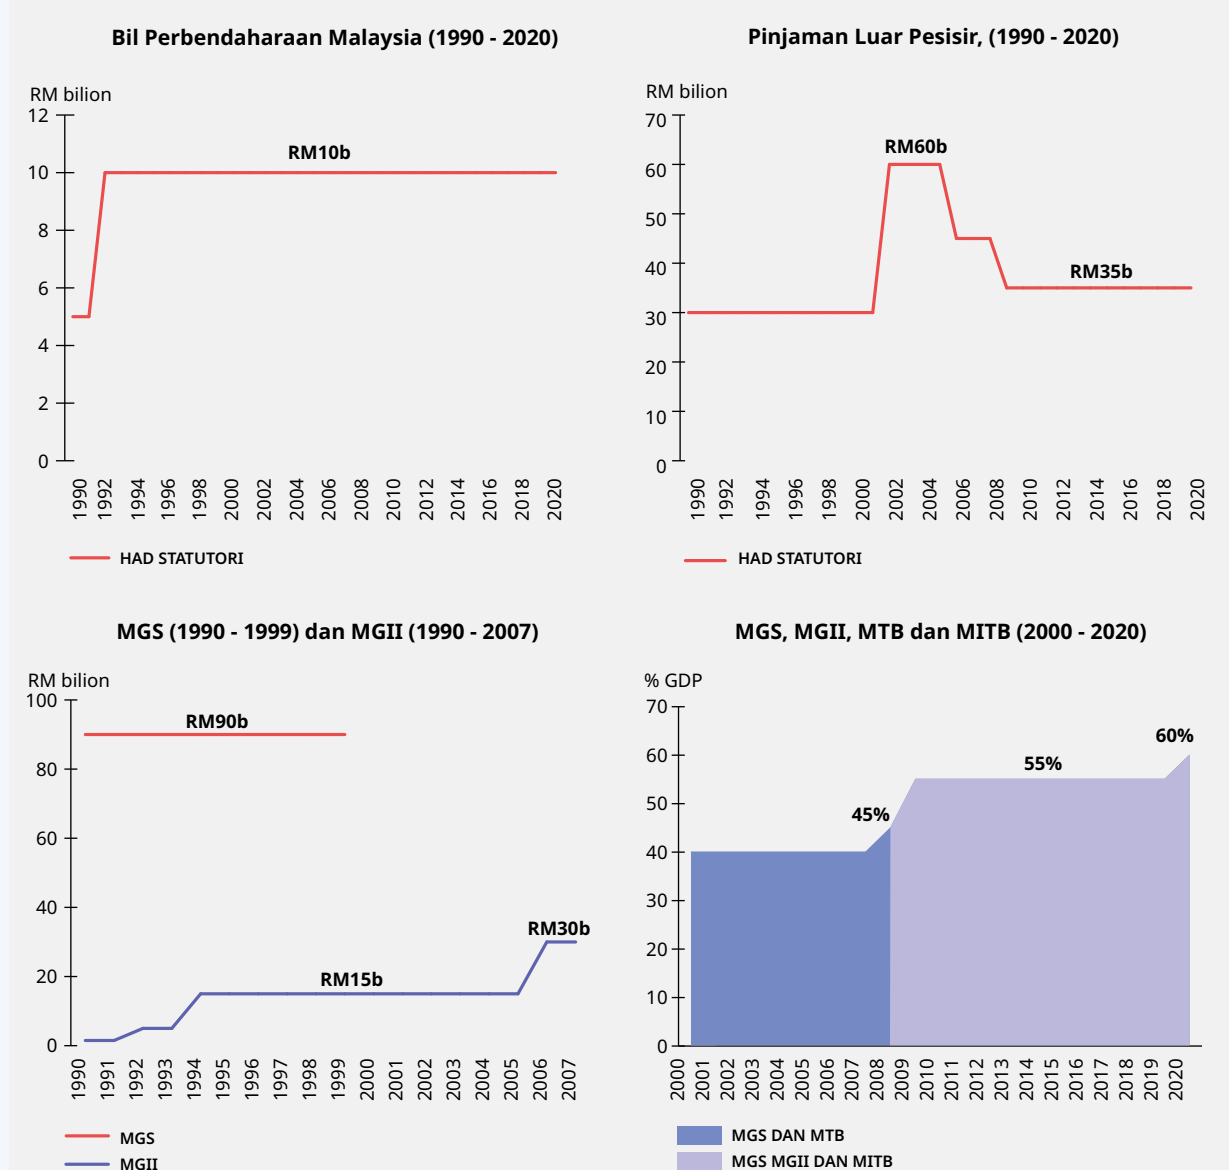 Bil Perbendaharaan Malaysia (1990 - 2020)
RM bilion
12
10
8
6
4
2
0
RM10b
1990 1992 1994 1996 1998 2000 2002 2004 2006 2008 2010 2012 2014 2016 2018 2020
HAD STATUTORI
Pinjaman Luar Pesisir, (1990 - 2020)
RM bilion
70
60
50
40
30
20
10
0
RM60b
RM35b
1990 1992 1994 1996 1998 2000 2002 2004 2006 2008 2010 2012 2014 2016 2018 2020
HAD STATUTORI
MGS (1990 - 1999) dan MGII (1990 - 2007)
RM bilion
100
80
60
40
20
0
RM90b
RM30b
RM15b
1990 1991 1992 1993 1994 1995 1996 1997 1998 1999 2000 2001 2002 2003 2004 2005 2006 2007
MGS
MGII
MGS, MGII, MTB dan MITB (2000 - 2020)
% GDP
70
60
50
40
30
20
10
0
60%
55%
45%
2000 2001 2002 2003 2004 2005 2006 2007 2008 2009 2010 2011 2012 2013 2014 2015 2016 2017 2018 2019 2020
MGS DAN MTB
MGS MGII DAN MITB